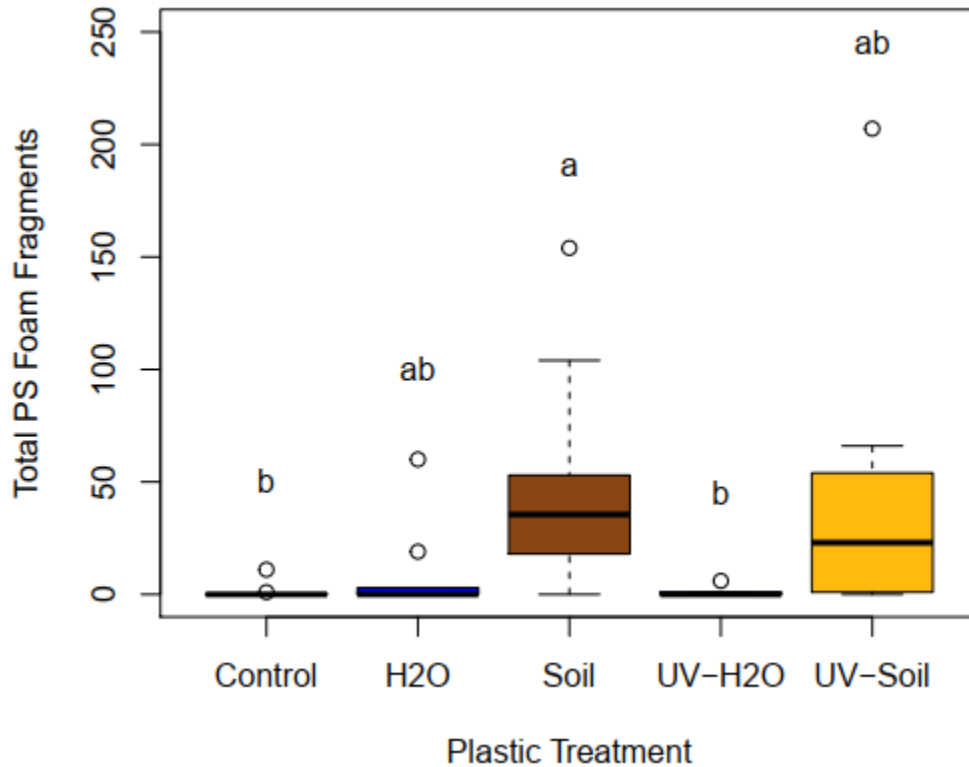 Total PS Foam Fragments
250
200
150
100
50
0
b
ab
a
b
ab
Control H2O Soil UV−H2O UV−Soil
Plastic Treatment